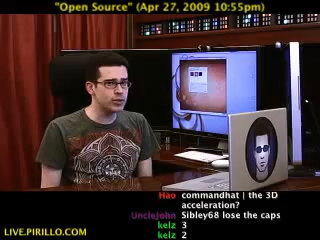 "Open Source" (Apr 27, 2009 10:55pm)
Hao commandhat | the 3D
acceleration?
UncleJohn Sibley68 lose the caps
kelz 3
kelz 2
LIVE.PIRILLO.COM